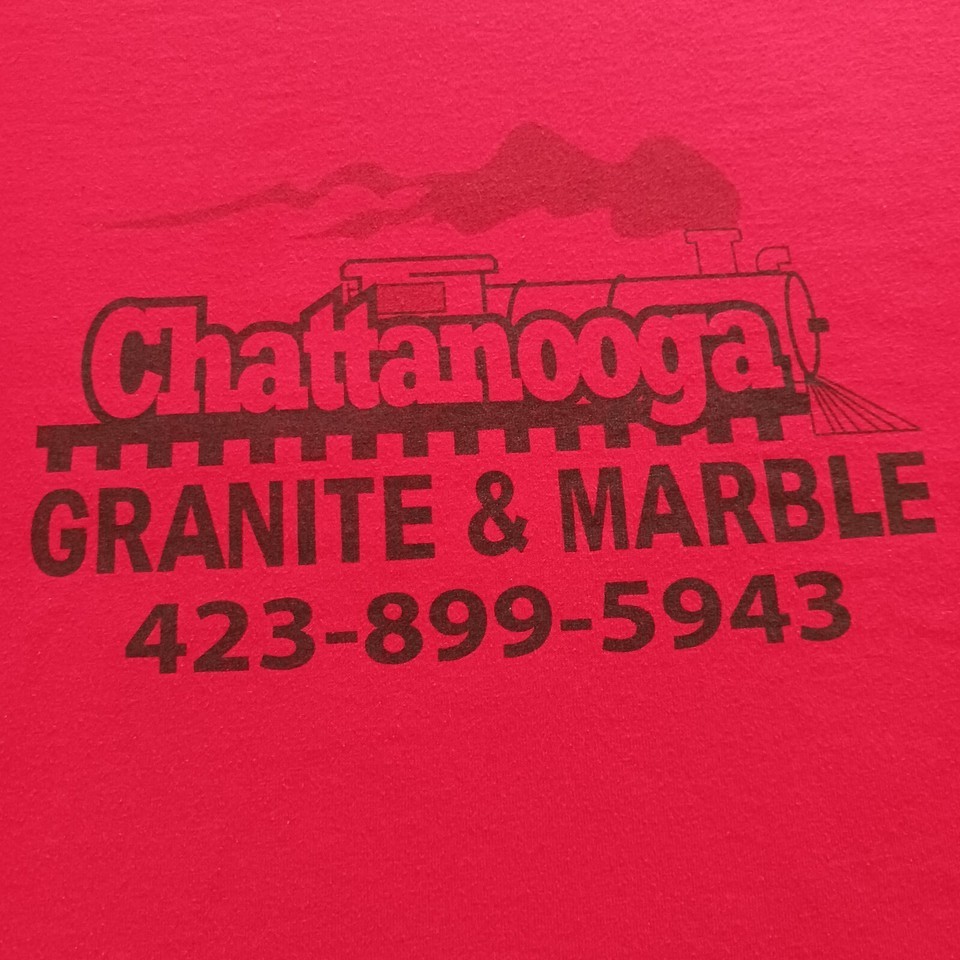 Chattanooga
GRANITE & MARBLE
423-899-5943